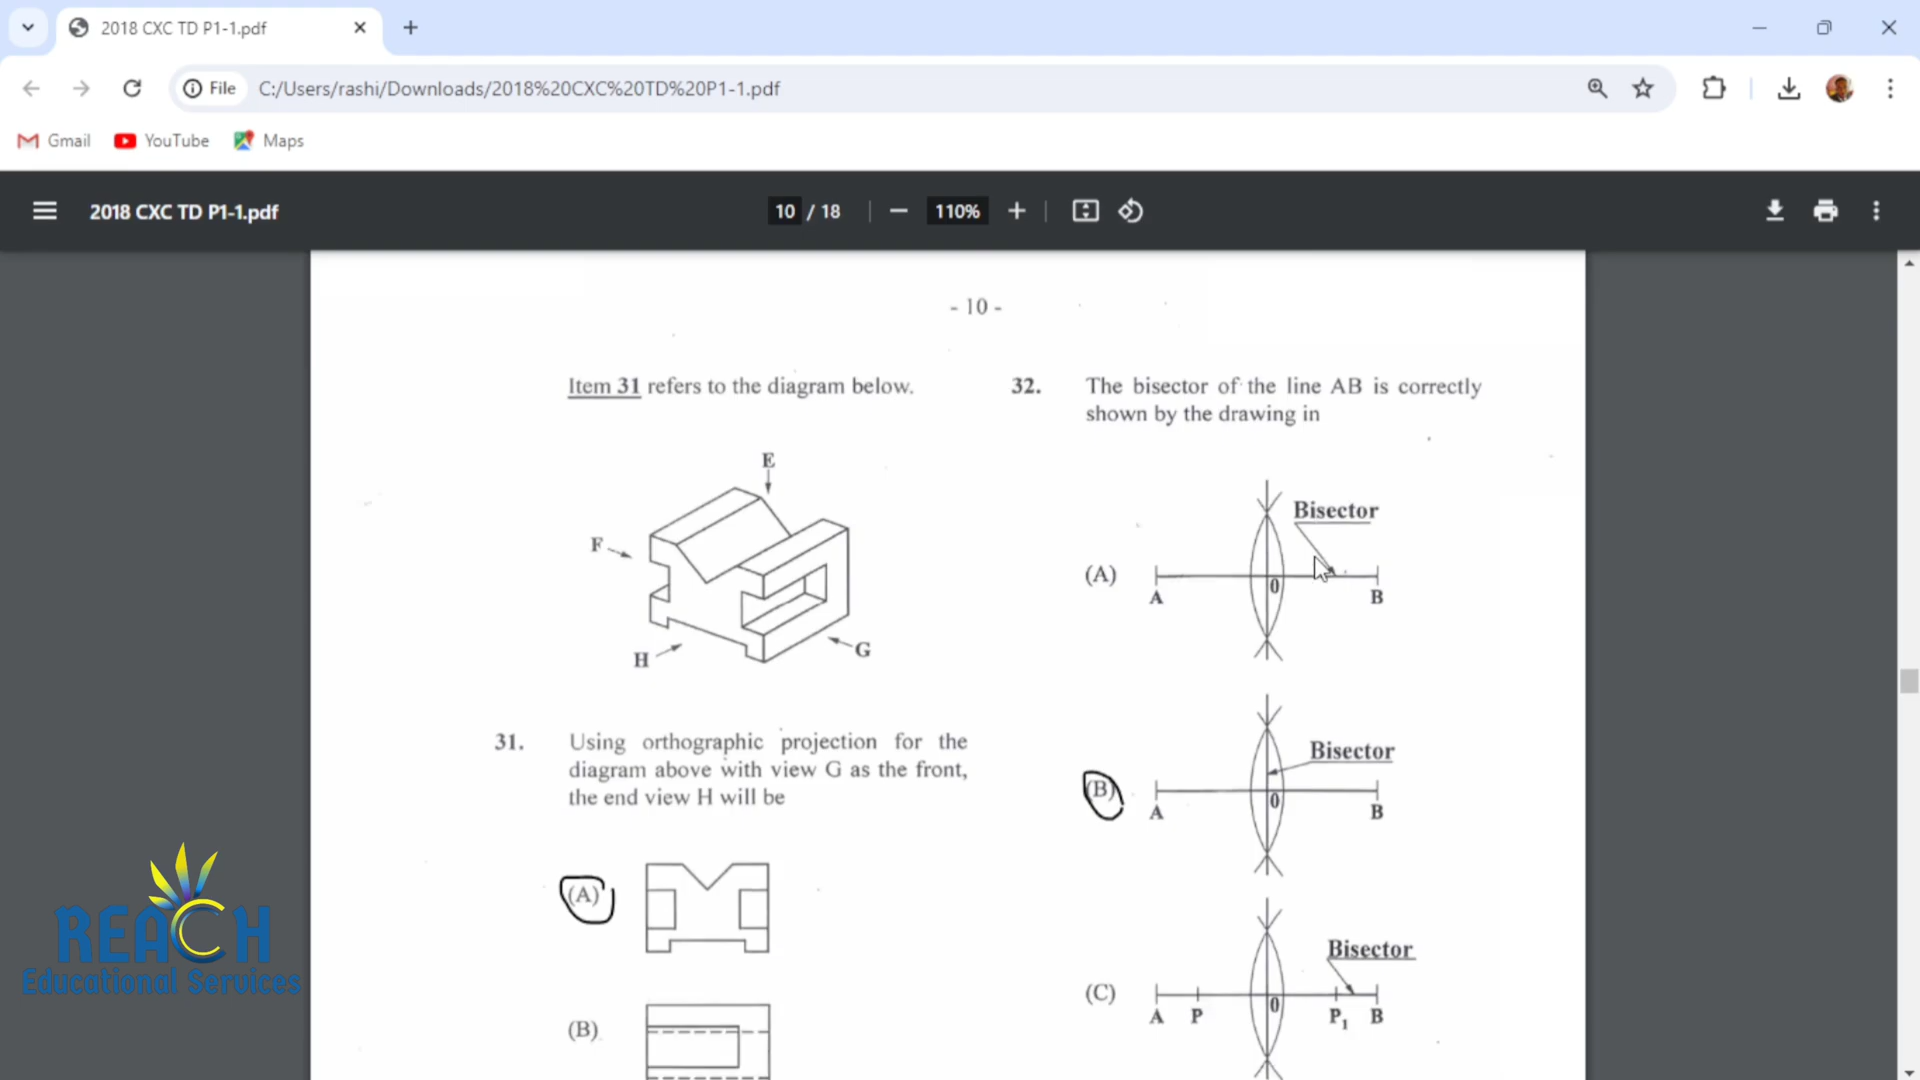 2018 CXC TD P1-1.pdf
File
C:/Users/rashi/Downloads/2018%20CXC%20TD%20P1-1.pdf
Gmail
YouTube
Maps
2018 CXC TD P1-1.pdf
10 / 18
110%
- 10 -
Item 31 refers to the diagram below.
E
F
G
H
31. Using orthographic projection for the
diagram above with view G as the front,
the end view H will be
(A)
(B)
32. The bisector of the line AB is correctly
shown by the drawing in
Bisector
(A)
0
A
B
Bisector
(B)
0
A
B
Bisector
(C)
0
A P P1 B
REACH
Educational Services